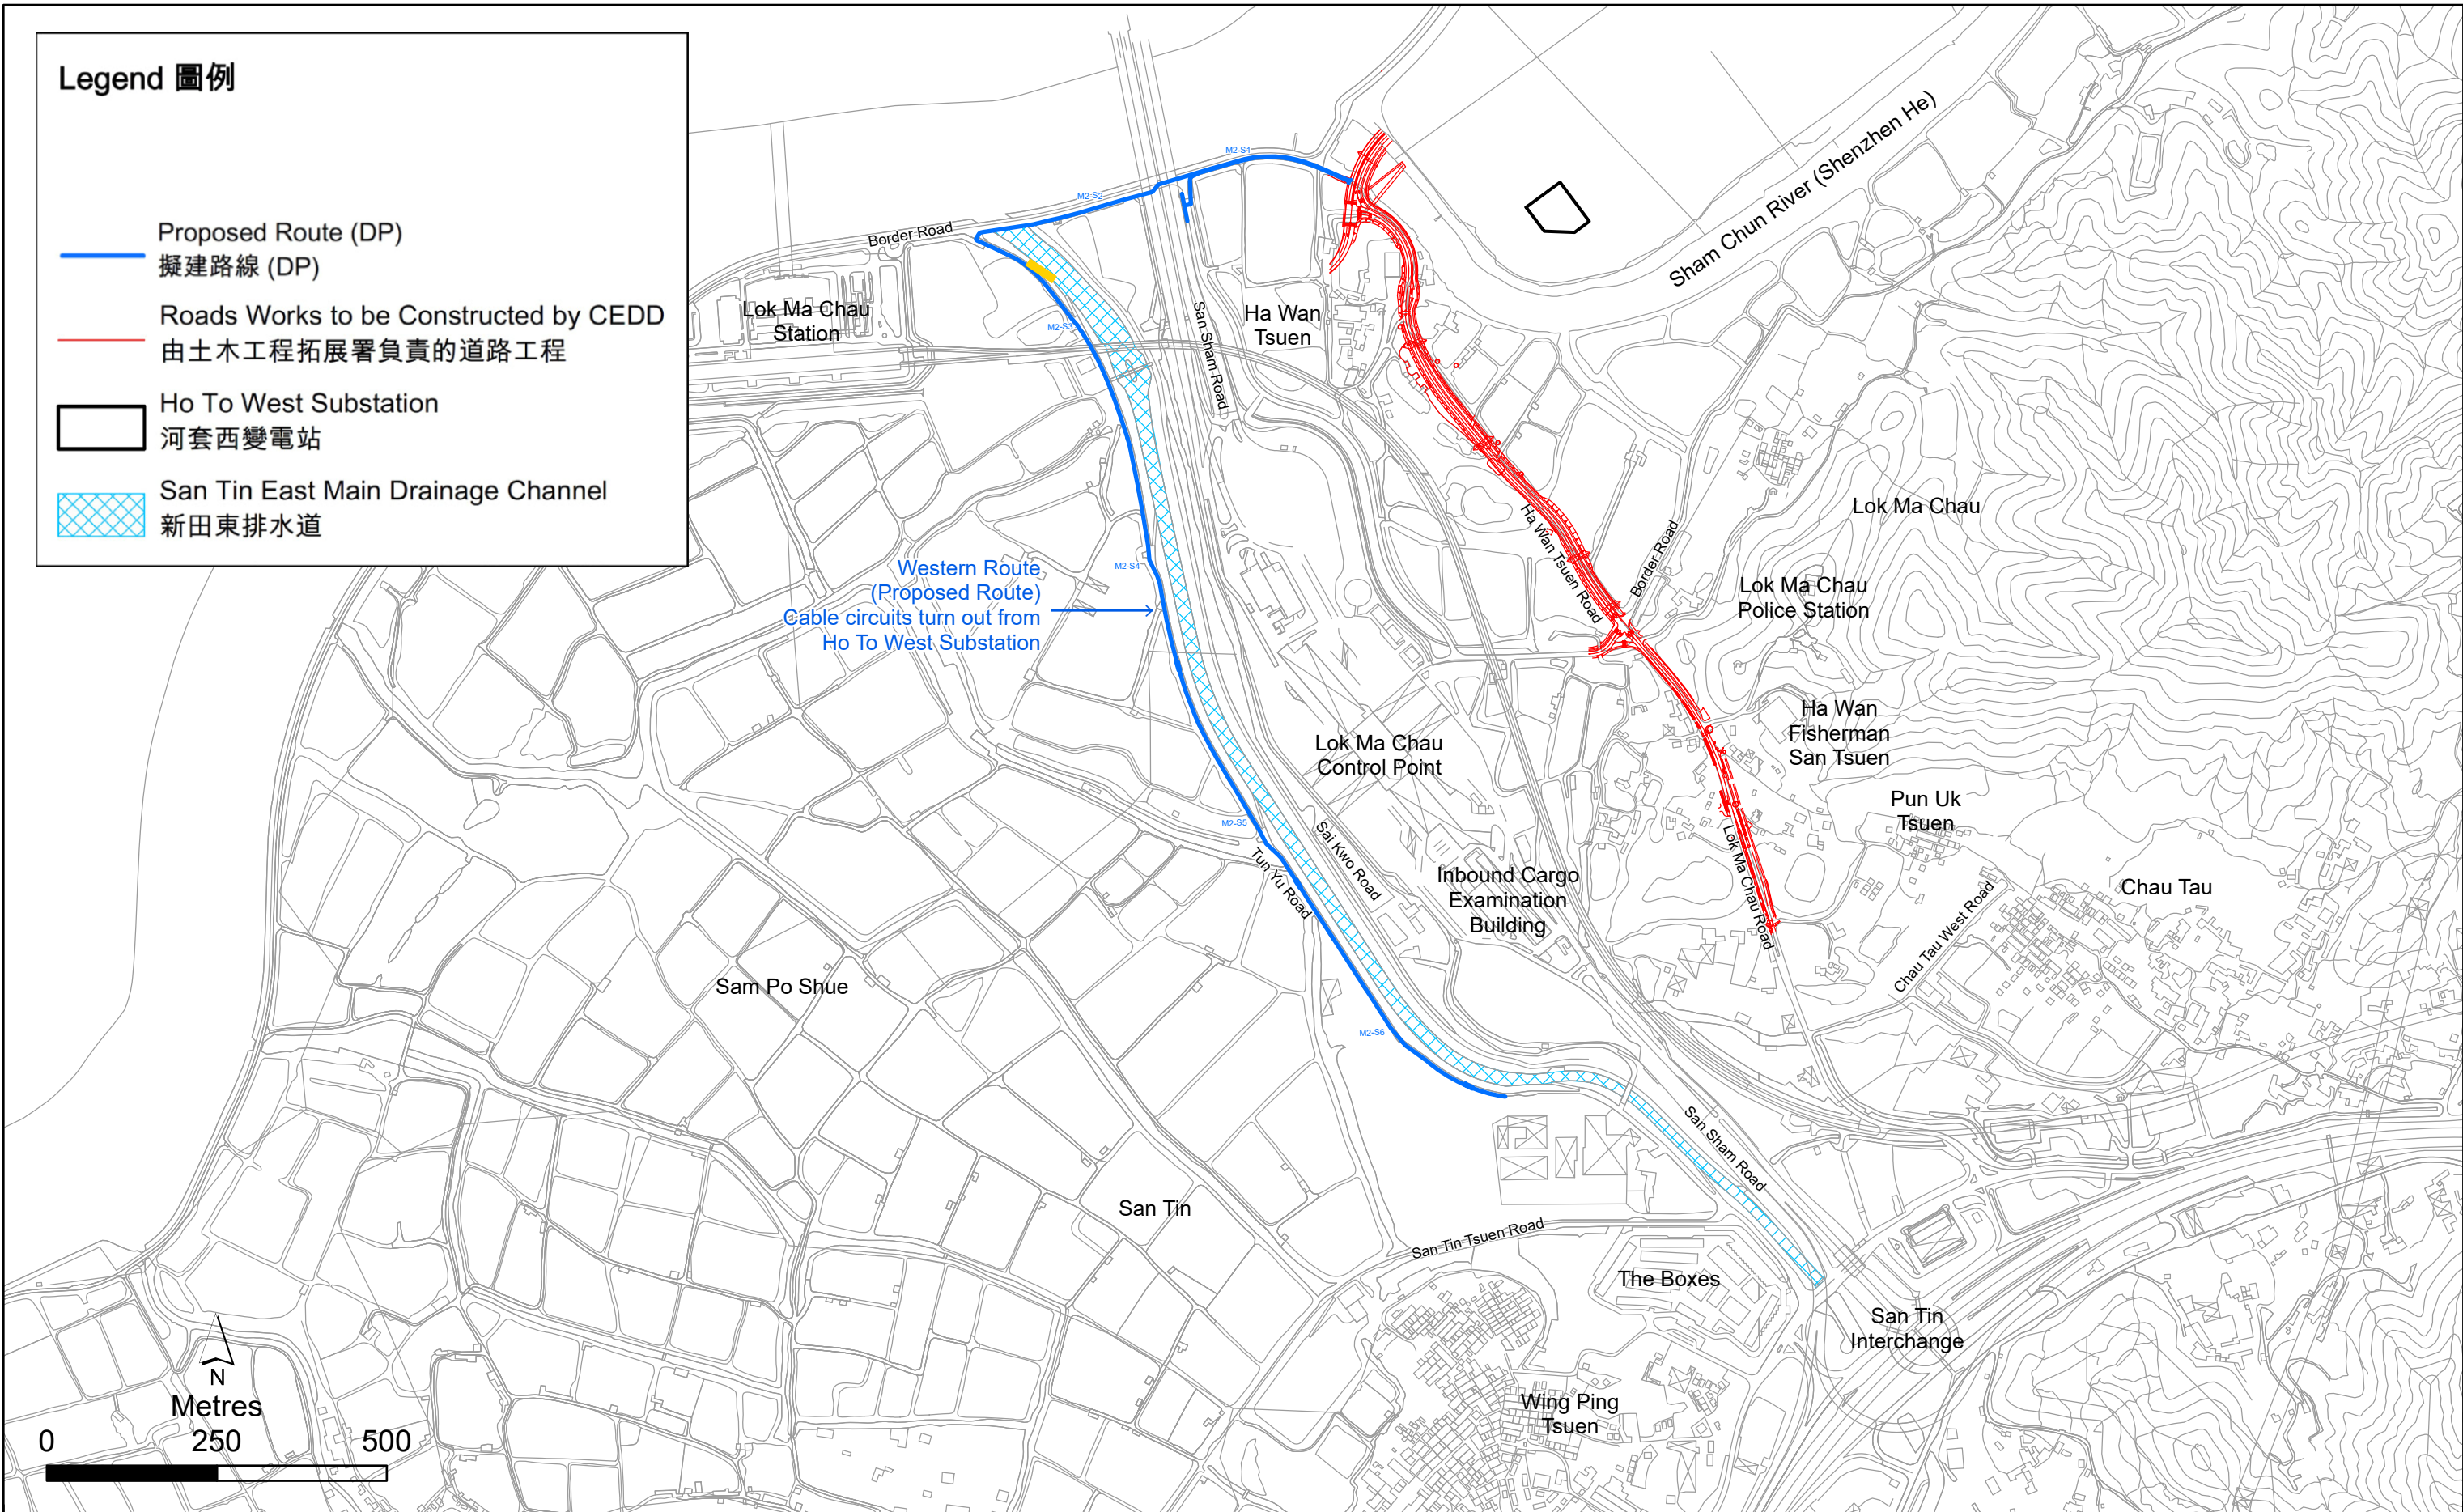 Legend 圖例
Proposed Route (DP)
擬建路線 (DP)
Roads Works to be Constructed by CEDD
由土木工程拓展署負責的道路工程
Ho To West Substation
河套西變電站
San Tin East Main Drainage Channel
新田東排水道
M2-S1
M2-S2
Sham Chun River (Shenzhen He)
Border Road
Lok Ma Chau
Station
M2-S3
San Sham Road
Ha Wan
Tsuen
Lok Ma Chau
Ha Wan Tsuen Road
Border Road
Western Route
(Proposed Route)
Cable circuits turn out from
Ho To West Substation
M2-S4
Lok Ma Chau
Police Station
Ha Wan
Fisherman
San Tsuen
Lok Ma Chau
Control Point
Pun Uk
Tsuen
M2-S5
Tun Yu Road
Sai Kwo Road
Lok Ma Chau Road
Inbound Cargo
Examination
Building
Chau Tau West Road
Chau Tau
Sam Po Shue
M2-S6
San Sham Road
San Tin
San Tin Tsuen Road
The Boxes
San Tin
Interchange
Wing Ping
Tsuen
N
Metres
0 250 500